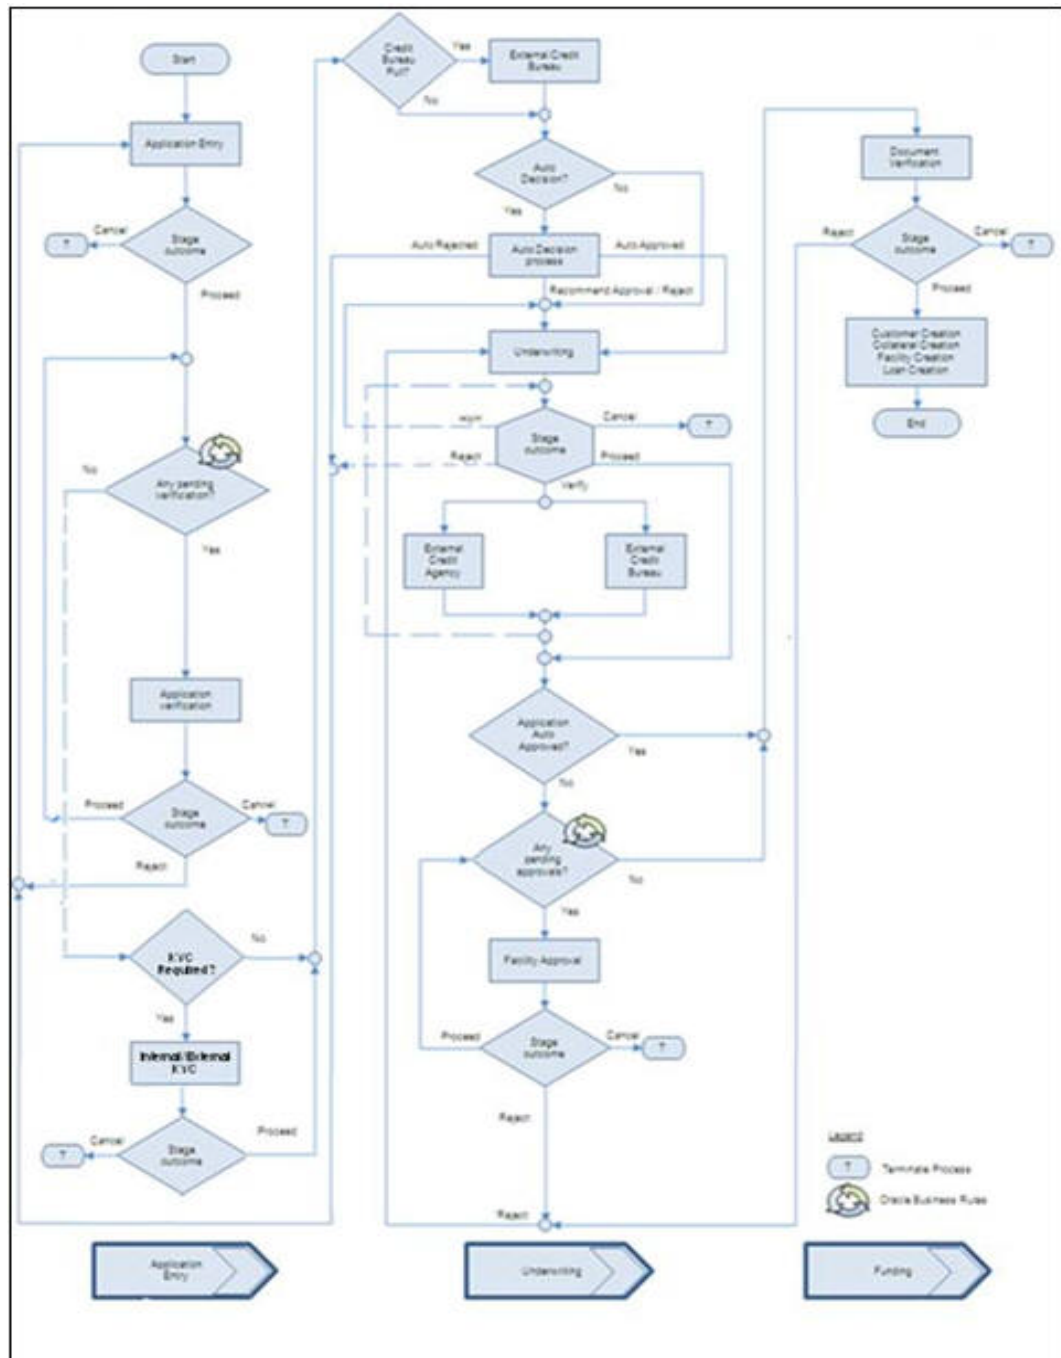 Start
Application Entry
Stage
outcome
Cancel
T
Proceed
Any pending
verification?
No
Yes
Application
verification
Stage
outcome
Proceed
Cancel
T
Reject
KYC
Required?
No
Yes
Internal/External
KYC
Stage
outcome
Cancel
T
Proceed
Application
Entry
Credit
Bureau
Pull?
Yes
No
External Credit
Bureau
Auto
Decision?
No
Yes
Auto Rejected
Auto Decision
process
Auto Approved
Recommend Approval / Reject
Underwriting
Stage
outcome
Cancel
T
Reject
Proceed
Verify
External
Credit
Agency
External
Credit
Bureau
Application
Auto
Approved?
Yes
No
Any
pending
approvals?
No
Yes
Facility Approval
Stage
outcome
Proceed
Cancel
T
Reject
Reject
Underwriting
Document
Verification
Stage
outcome
Reject
Cancel
T
Proceed
Customer Creation
Collateral Creation
Facility Creation
Loan Creation
End
Legend
T
Terminate Process
Oracle Business Rules
Funding